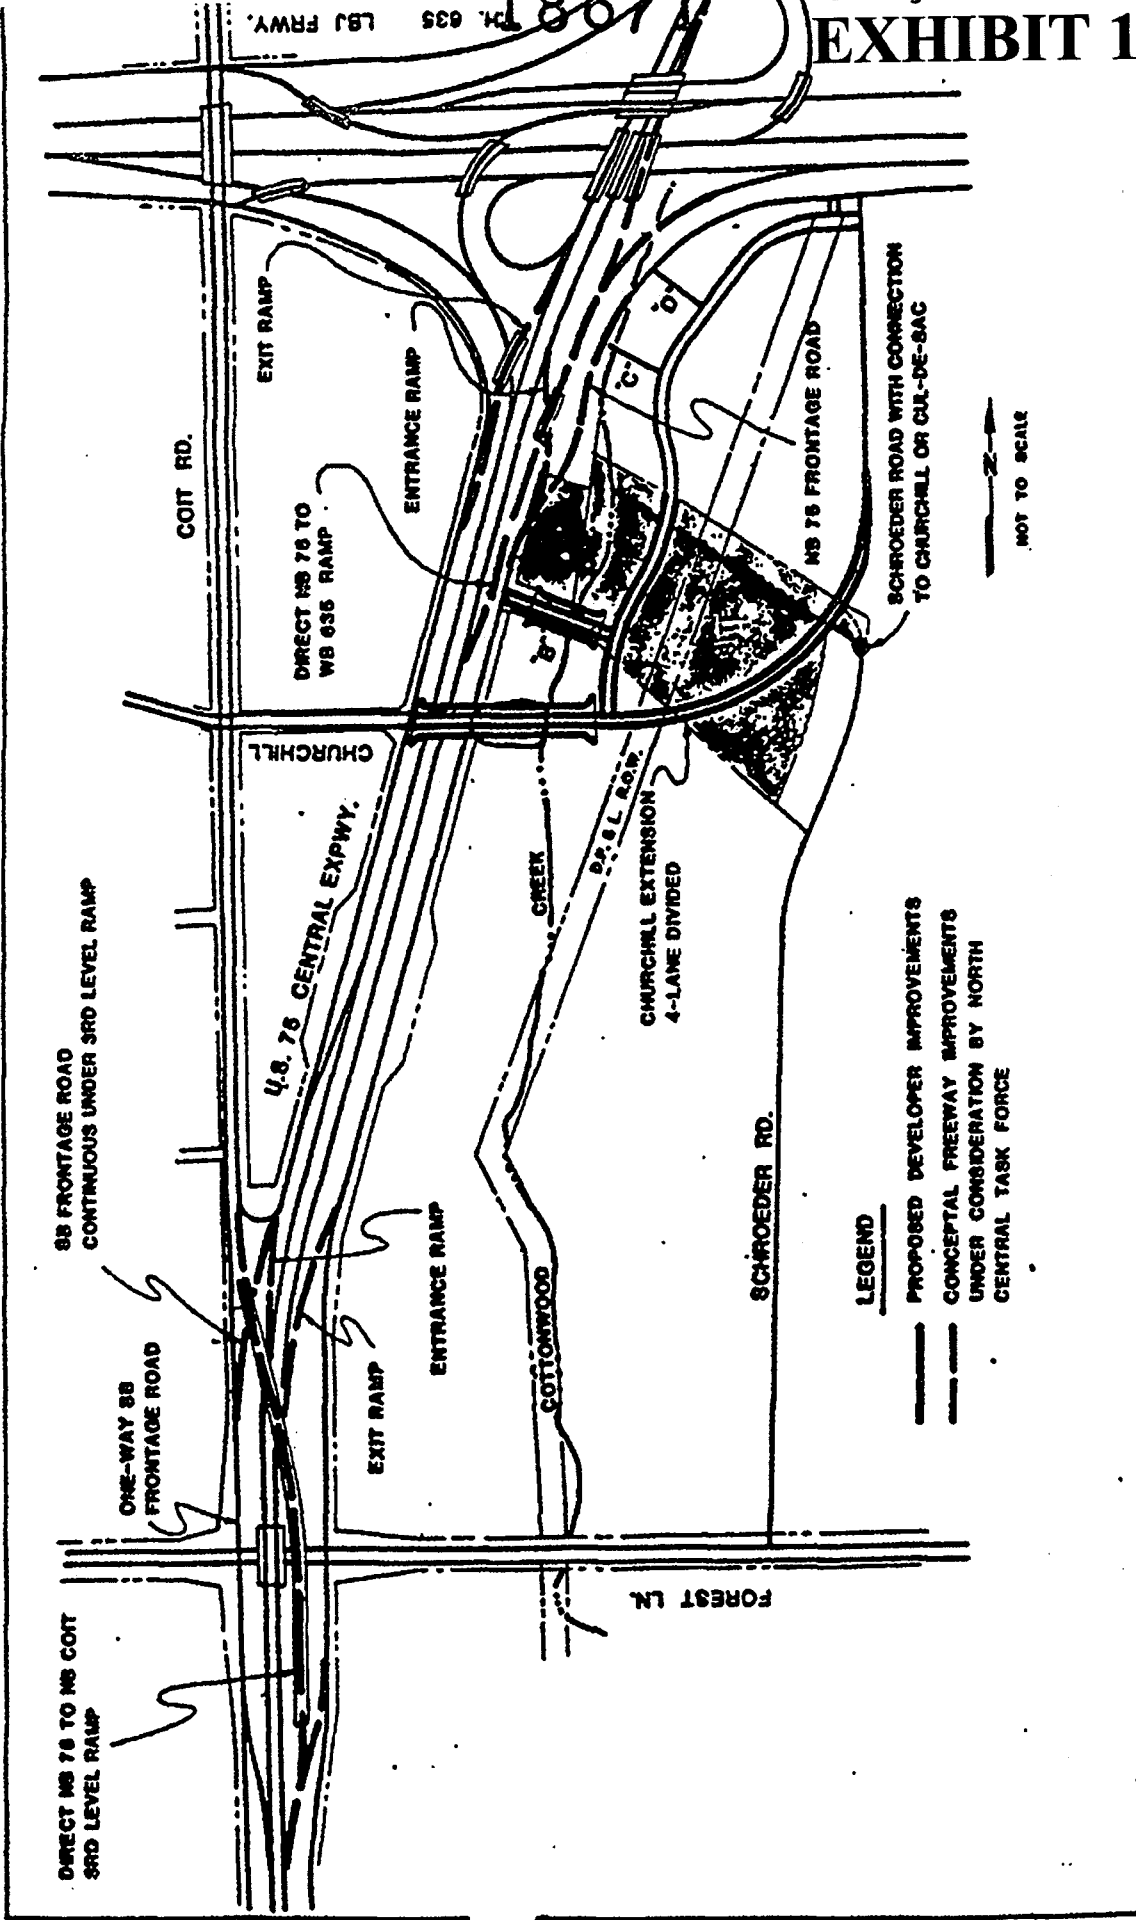 EXHIBIT 1
IH. 635 LBJ FRWY.
COIT RD.
EXIT RAMP
ENTRANCE RAMP
DIRECT NB 75 TO
WB 635 RAMP
"B"
"C"
"D"
NB 75 FRONTAGE ROAD
SCHROEDER ROAD WITH CONNECTION
TO CHURCHILL OR CUL-DE-SAC
N
NOT TO SCALE
CHURCHILL
U.S. 75 CENTRAL EXPWY.
CREEK
D.P. & L. R.O.W.
CHURCHILL EXTENSION
4-LANE DIVIDED
SB FRONTAGE ROAD
CONTINUOUS UNDER 3RD LEVEL RAMP
ONE-WAY SB
FRONTAGE ROAD
ENTRANCE RAMP
EXIT RAMP
COTTONWOOD
SCHROEDER RD.
FOREST LN.
DIRECT NB 75 TO NB COIT
3RD LEVEL RAMP
LEGEND
PROPOSED DEVELOPER IMPROVEMENTS
CONCEPTAL FREEWAY IMPROVEMENTS
UNDER CONSIDERATION BY NORTH
CENTRAL TASK FORCE